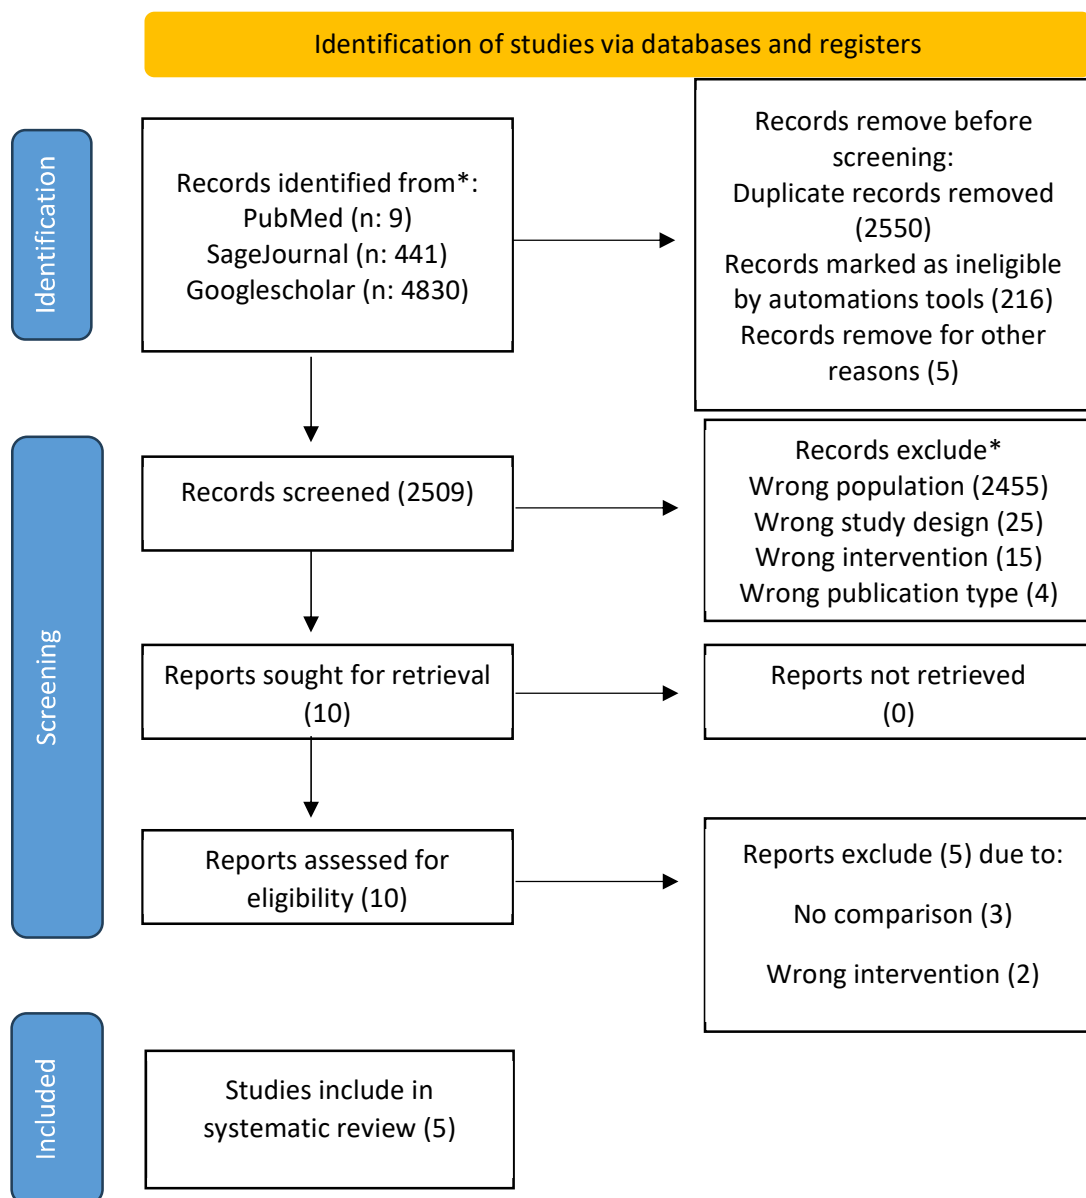 Identification of studies via databases and registers
Identification
Records identified from*:
PubMed (n: 9)
SageJournal (n: 441)
Googlescholar (n: 4830)
Records remove before
screening:
Duplicate records removed
(2550)
Records marked as ineligible
by automations tools (216)
Records remove for other
reasons (5)
Screening
Records screened (2509)
Records exclude*
Wrong population (2455)
Wrong study design (25)
Wrong intervention (15)
Wrong publication type (4)
Reports sought for retrieval
(10)
Reports not retrieved
(0)
Reports assessed for
eligibility (10)
Reports exclude (5) due to:
No comparison (3)
Wrong intervention (2)
Included
Studies include in
systematic review (5)